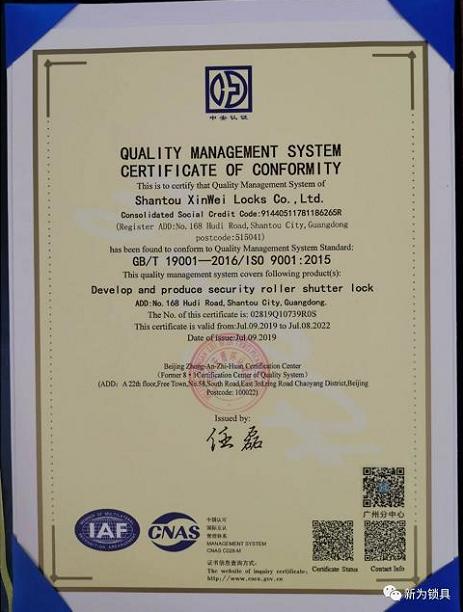 中安认证
QUALITY MANAGEMENT SYSTEM
CERTIFICATE OF CONFORMITY
This is to certify that Quality Management System of
Shantou XinWei Locks Co.,Ltd.
Consolidated Social Credit Code:91440511781186265R
(Register ADD:No.168 Hudi Road,Shantou City,Guangdong
postcode:515041)
has been found to conform to Quality Management System Standard:
GB/T 19001—2016/ISO 9001:2015
This quality management system covers following product(s):
Develop and produce security roller shutter lock
ADD:No.168 Hudi Road,Shantou City,Guangdong.
The No. of this certificate is: 02819Q10739R0S
This certificate is valid from:Jul.09.2019 to Jul.08.2022
Date of issue:Jul.09.2019
Beijing Zhong-An-Zhi-Huan Certification Center
(Former 8·3Certification Center of Quality System)
(ADD: A 22th floor,Free Town,No.58,South Road,East 3rd,ring Road Chaoyang District,Beijing
Postcode: 100022)
Issued by:
任磊
广州分中心
IAF
CNAS
中国认可
国际互认
管理体系
MANAGEMENT SYSTEM
CNAS C028-M
证书信息查询方式:
The website of inquiry certificate:
http://www.cnca.gov.cn
Certificate Status
Contact Info
新为锁具